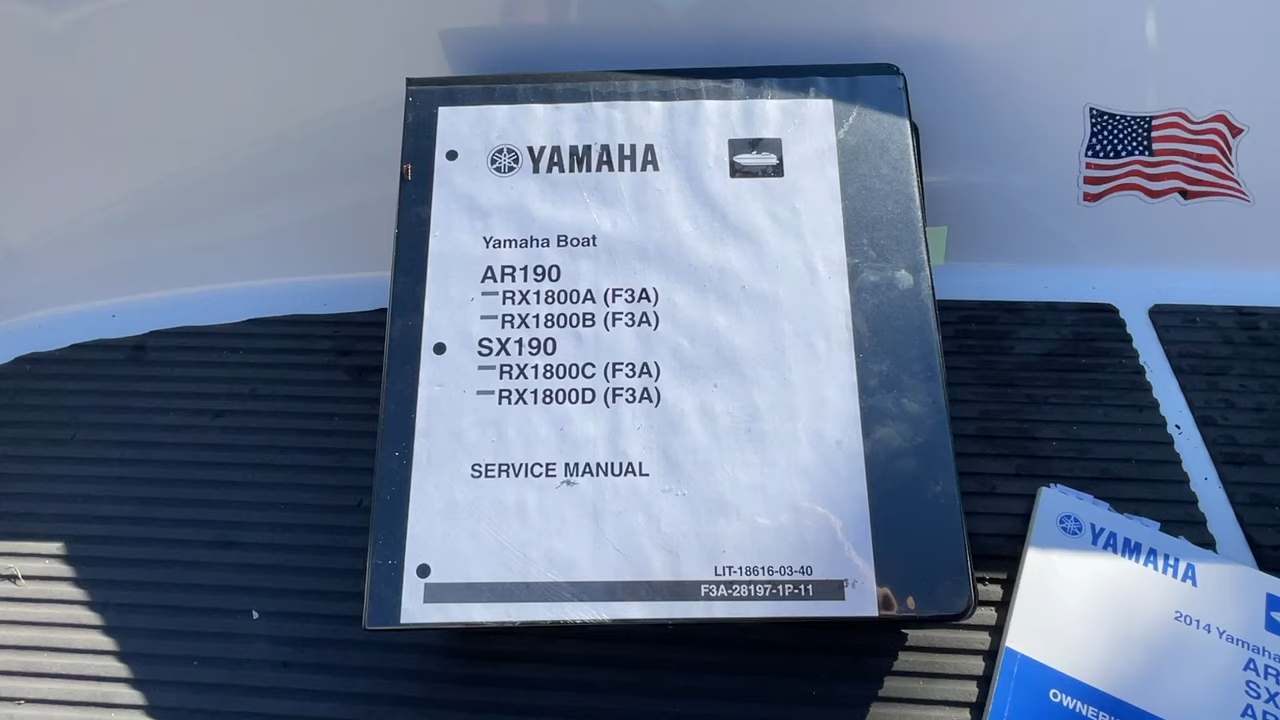 YAMAHA
Yamaha Boat
AR190
—RX1800A (F3A)
—RX1800B (F3A)
SX190
—RX1800C (F3A)
—RX1800D (F3A)
SERVICE MANUAL
LIT-18616-03-40
F3A-28197-1P-11
YAMAHA
2014 Yamaha
AR
SX
AR